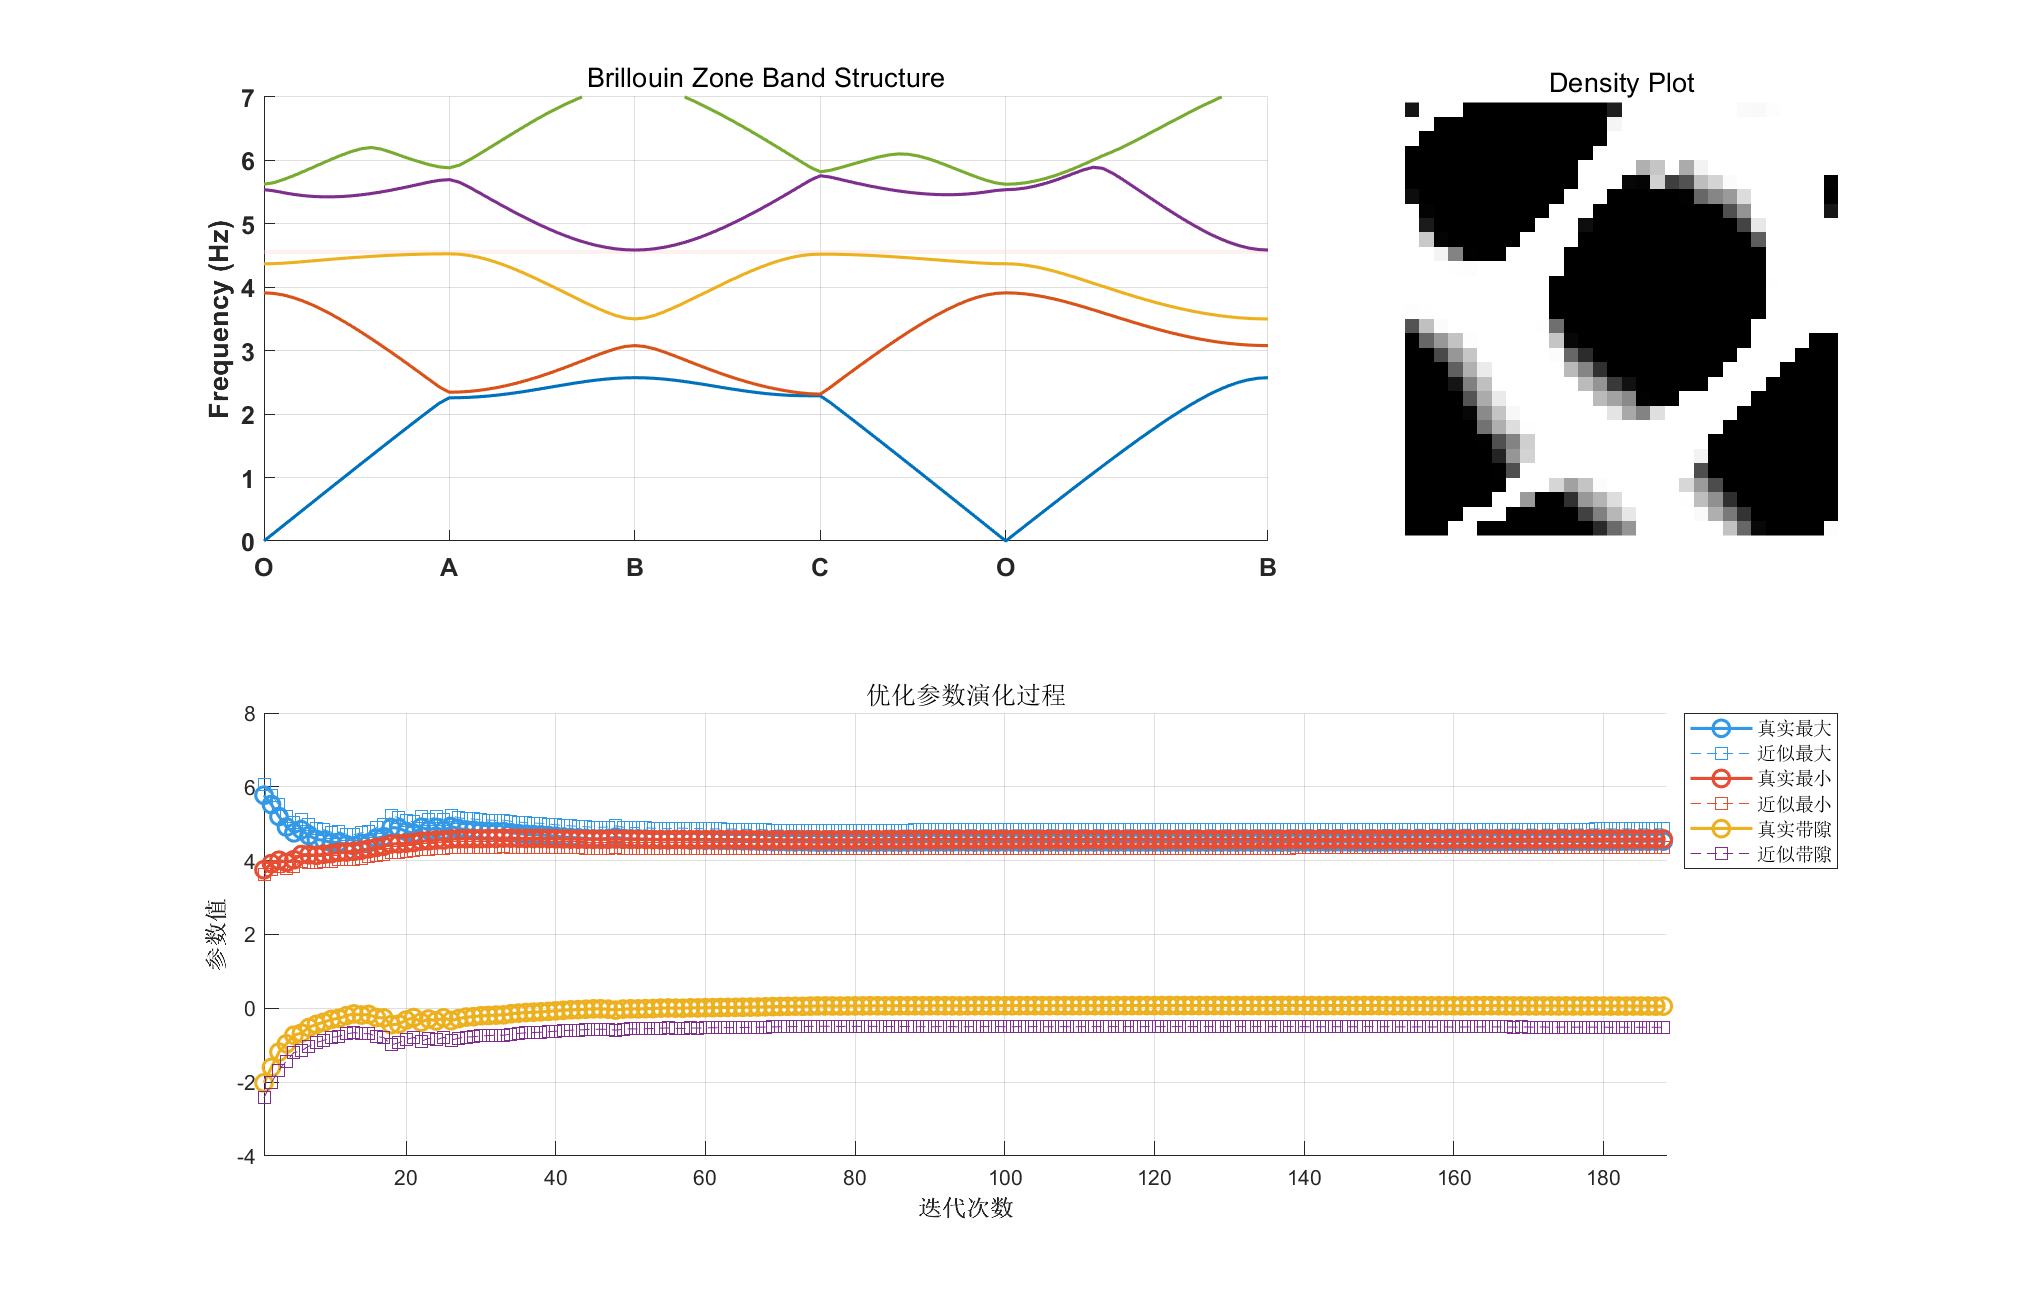 Brillouin Zone Band Structure
7
6
5
4
3
2
1
0
Frequency (Hz)
O A B C O B
Density Plot
优化参数演化过程
8
6
4
2
0
-2
-4
参数值
20 40 60 80 100 120 140 160 180
迭代次数
真实最大
近似最大
真实最小
近似最小
真实带隙
近似带隙